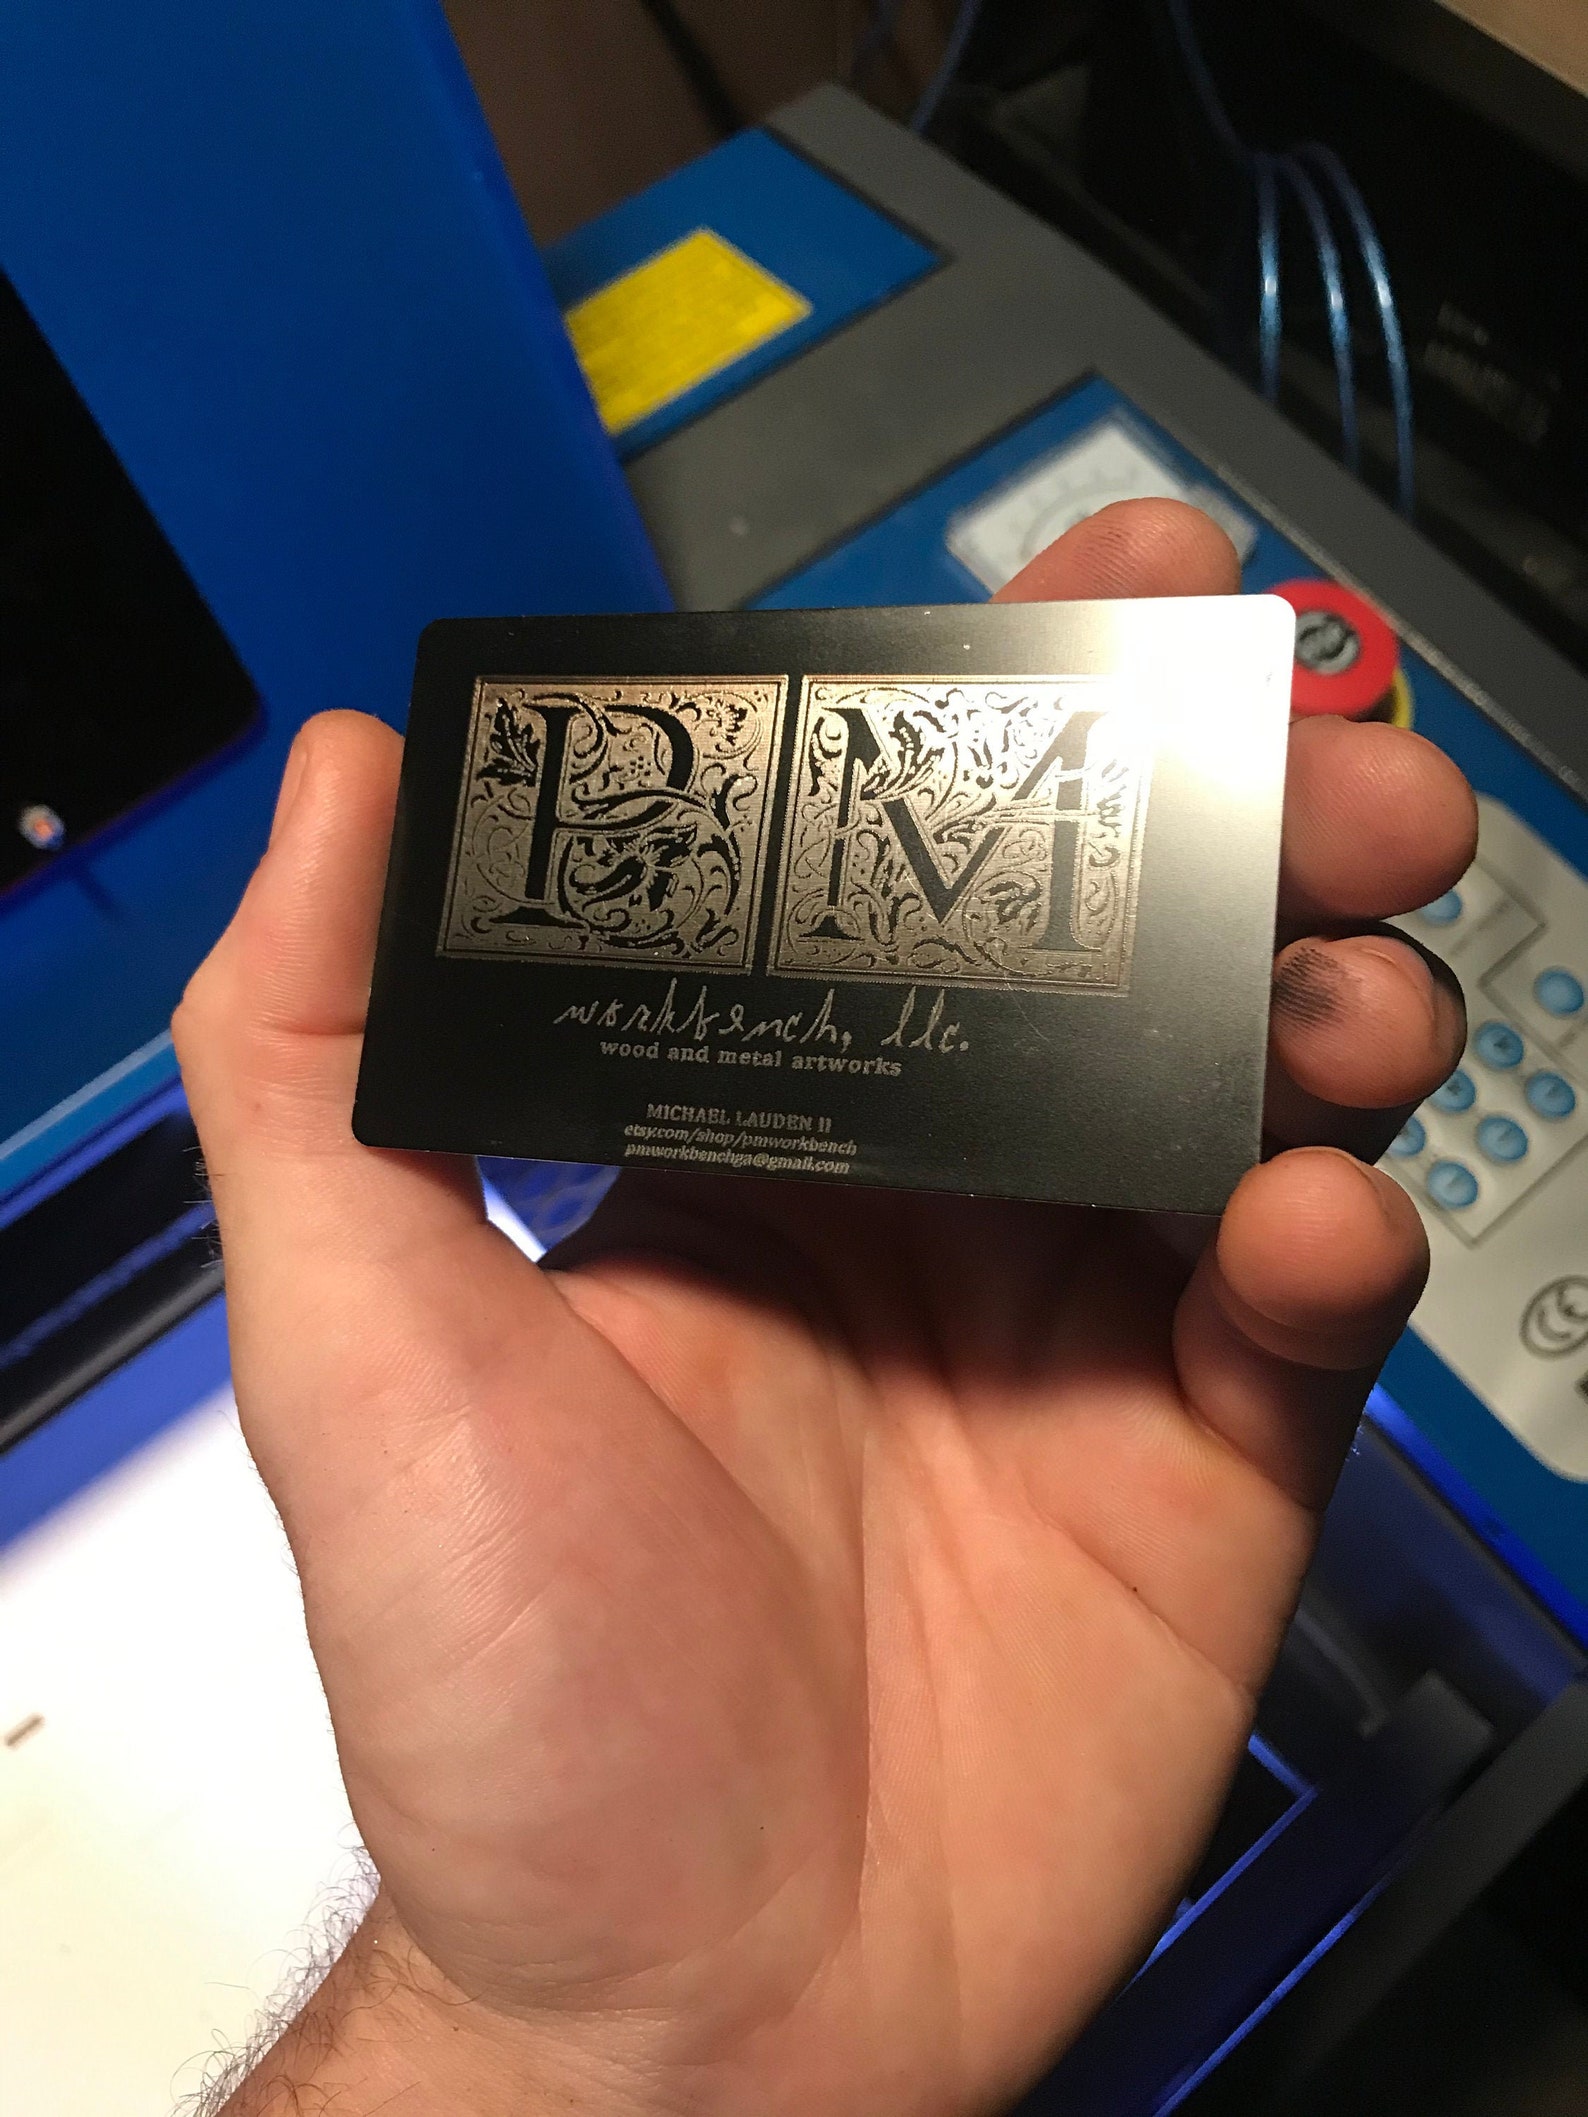 PM
workbench, llc.
wood and metal artworks
MICHAEL LAUDEN II
etsy.com/shop/pmworkbench
pmworkbenchga@gmail.com